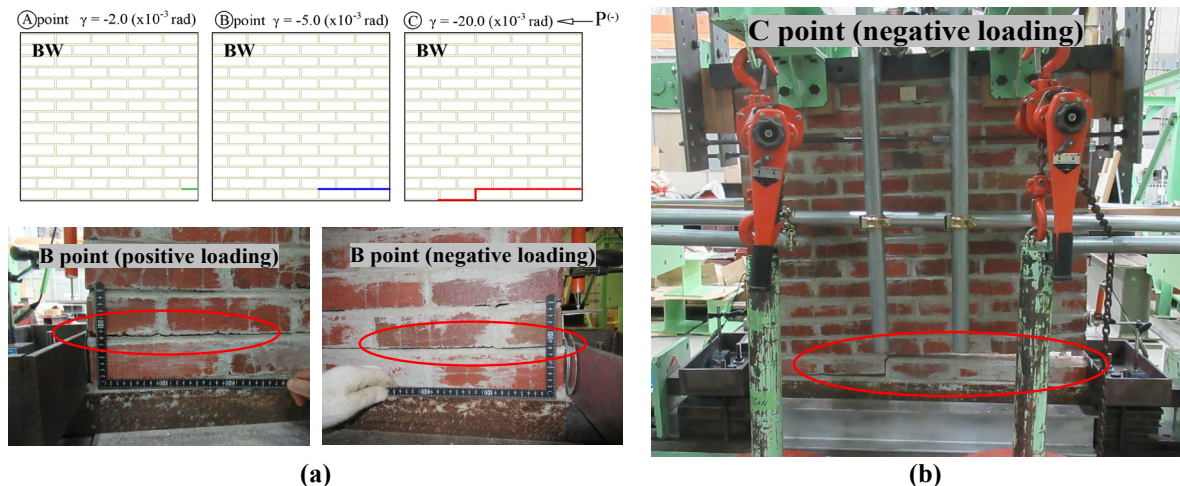 Ⓐpoint γ = -2.0 (x10⁻³ rad)
Ⓑpoint γ = -5.0 (x10⁻³ rad)
Ⓒ γ = -20.0 (x10⁻³ rad)
P⁽⁻⁾
BW
BW
BW
B point (positive loading)
B point (negative loading)
(a)
C point (negative loading)
(b)